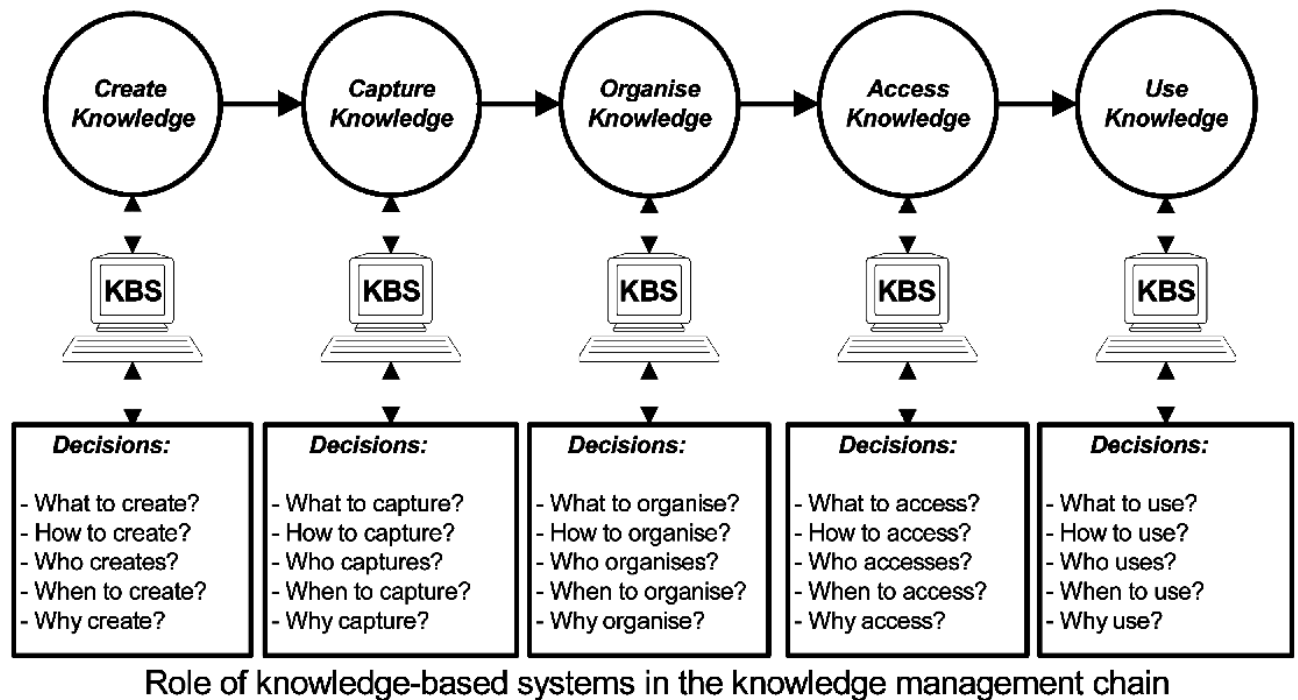 Create
Knowledge
Capture
Knowledge
Organise
Knowledge
Access
Knowledge
Use
Knowledge
KBS
KBS
KBS
KBS
KBS
Decisions:
- What to create?
- How to create?
- Who creates?
- When to create?
- Why create?
Decisions:
- What to capture?
- How to capture?
- Who captures?
- When to capture?
- Why capture?
Decisions:
- What to organise?
- How to organise?
- Who organises?
- When to organise?
- Why organise?
Decisions:
- What to access?
- How to access?
- Who accesses?
- When to access?
- Why access?
Decisions:
- What to use?
- How to use?
- Who uses?
- When to use?
- Why use?
Role of knowledge-based systems in the knowledge management chain